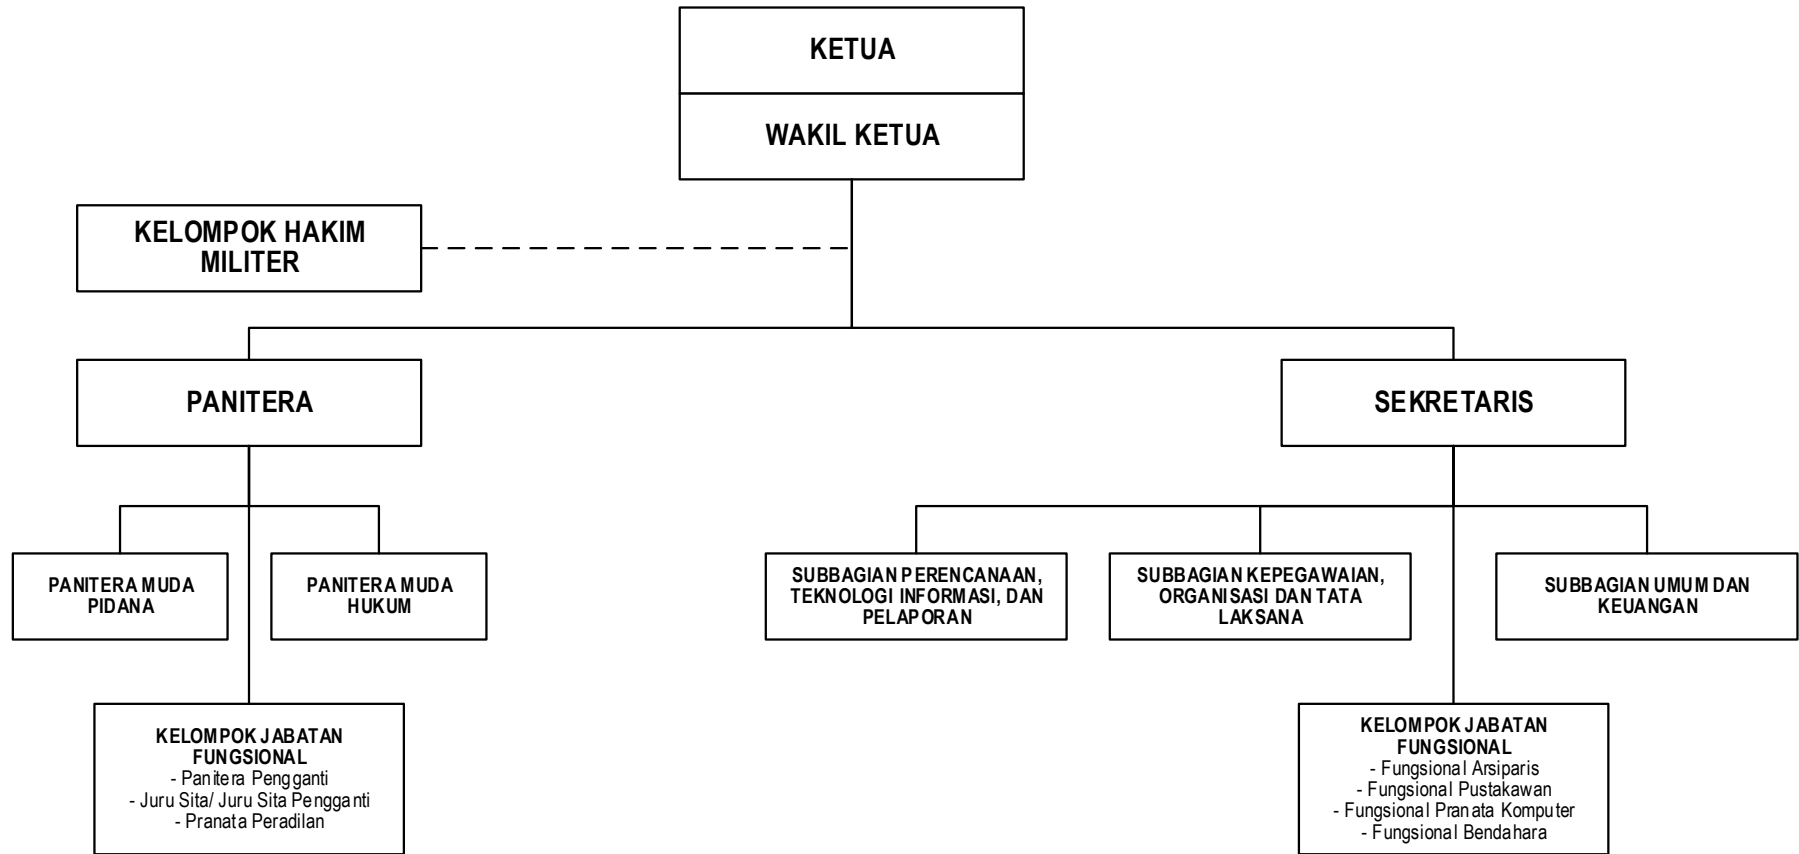 KETUA
WAKIL KETUA
KELOMPOK HAKIM
MILITER
PANITERA
SEKRETARIS
PANITERA MUDA
PIDANA
PANITERA MUDA
HUKUM
SUBBAGIAN PERENCANAAN,
TEKNOLOGI INFORMASI, DAN
PELAPORAN
SUBBAGIAN KEPEGAWAIAN,
ORGANISASI DAN TATA
LAKSANA
SUBBAGIAN UMUM DAN
KEUANGAN
KELOMPOK JABATAN
FUNGSIONAL
- Panitera Pengganti
- Juru Sita/ Juru Sita Pengganti
- Pranata Peradilan
KELOMPOK JABATAN
FUNGSIONAL
- Fungsional Arsiparis
- Fungsional Pustakawan
- Fungsional Pranata Komputer
- Fungsional Bendahara